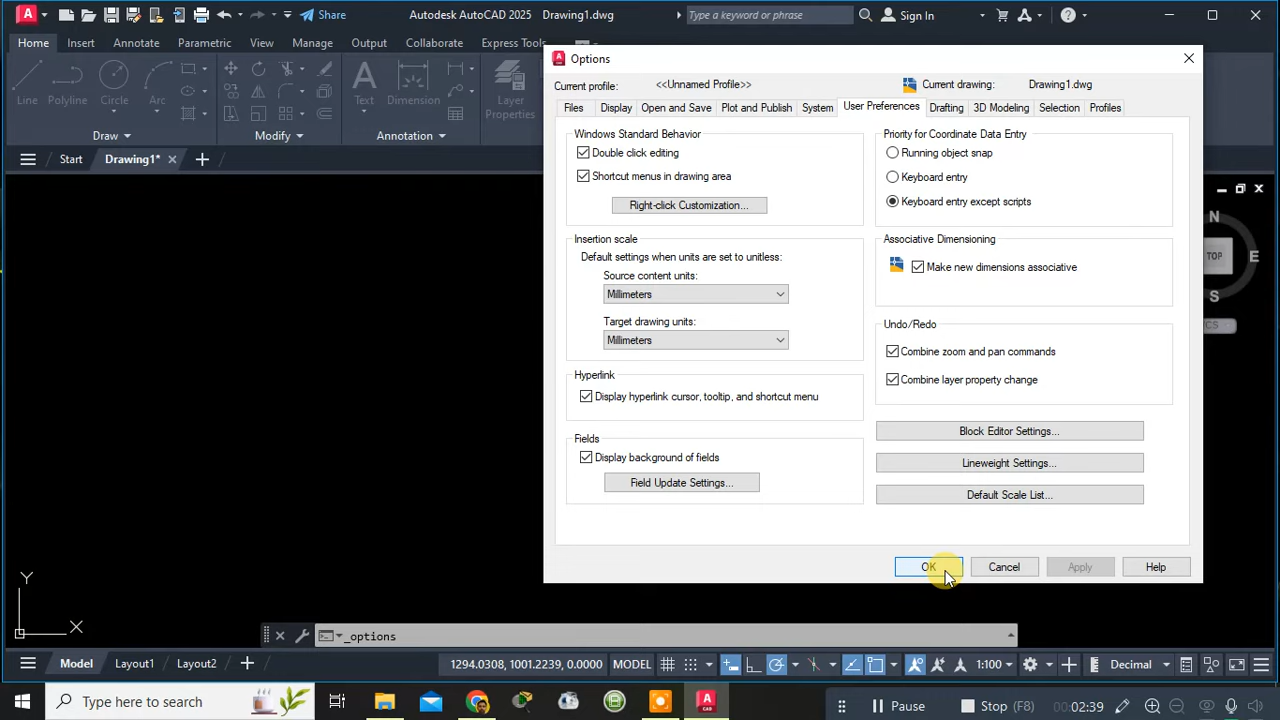 Share
Autodesk AutoCAD 2025 Drawing1.dwg
Type a keyword or phrase
Sign In
Home Insert Annotate Parametric View Manage Output Collaborate Express Tools
Line Polyline Circle Arc
Text Dimension
Layer
Properties
Draw
Modify
Annotation
Start
Drawing1*
Options
Current profile:
<<Unnamed Profile>>
Current drawing:
Drawing1.dwg
Files Display Open and Save Plot and Publish System User Preferences Drafting 3D Modeling Selection Profiles
Windows Standard Behavior
Double click editing
Shortcut menus in drawing area
Right-click Customization...
Insertion scale
Default settings when units are set to unitless:
Source content units:
Millimeters
Target drawing units:
Millimeters
Hyperlink
Display hyperlink cursor, tooltip, and shortcut menu
Fields
Display background of fields
Field Update Settings...
Priority for Coordinate Data Entry
Running object snap
Keyboard entry
Keyboard entry except scripts
Associative Dimensioning
Make new dimensions associative
Undo/Redo
Combine zoom and pan commands
Combine layer property change
Block Editor Settings...
Lineweight Settings...
Default Scale List...
OK
Cancel
Apply
Help
N
TOP
E
S
CS
Y
X
_options
Model Layout1 Layout2
1294.0308, 1001.2239, 0.0000 MODEL
1:100
Decimal
Type here to search
Pause
Stop (F8)
00:02:39